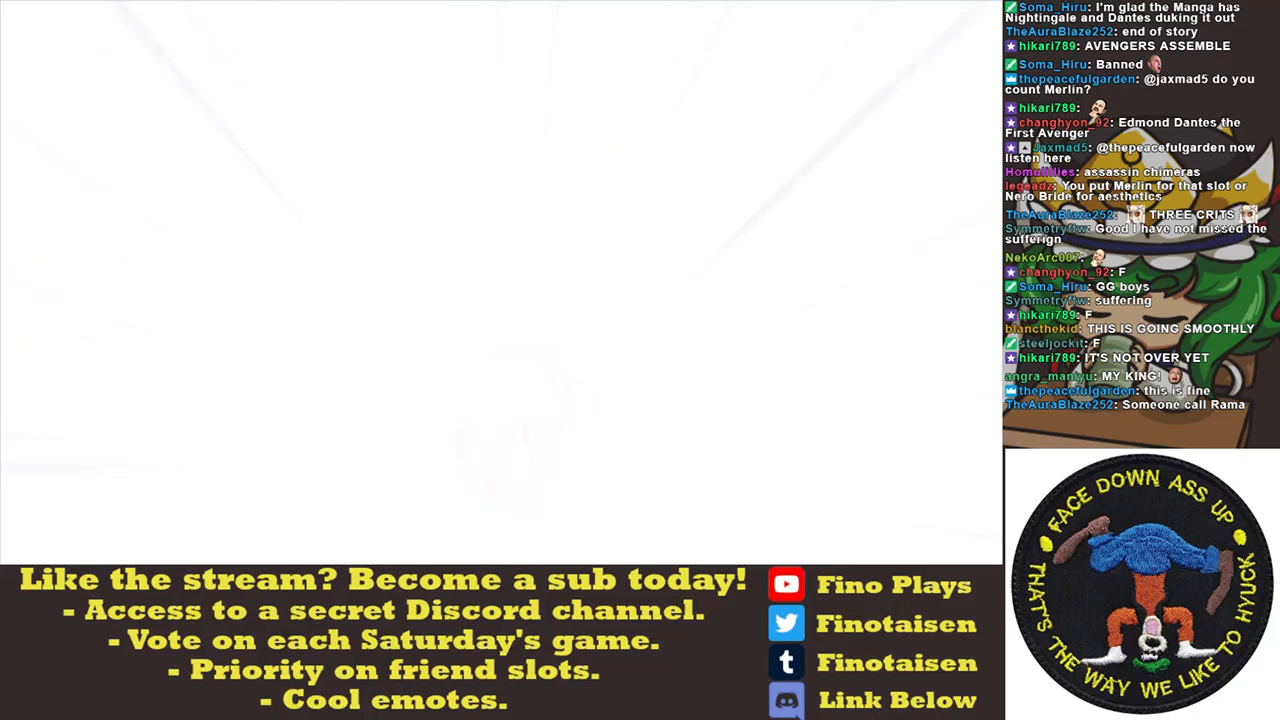 Soma_Hiru: I'm glad the Manga has
Nightingale and Dantes duking it out
TheAuraBlaze252: end of story
hikari789: AVENGERS ASSEMBLE
Soma_Hiru: Banned
thepeacefulgarden: @jaxmad5 do you
count Merlin?
hikari789:
changhyon_92: Edmond Dantes the
First Avenger
Jaxmad5: @thepeacefulgarden now
listen here
assassin chimeras
legeadz: You put Merlin for that slot or
Nero Bride for aesthetics
TheAuraBlaze252: THREE CRITS
Symmetryftw: Good I have not missed the
sufferign
NekoArc007:
changhyon_92: F
Soma_Hiru: GG boys
Symmetryftw: suffering
hikari789: F
blancthekid: THIS IS GOING SMOOTHLY
steeljockit: F
hikari789: IT'S NOT OVER YET
angra_maniyu: MY KING!
thepeacefulgarden: this is fine
TheAuraBlaze252: Someone call Rama
FACE DOWN ASS UP
THAT'S THE WAY WE LIKE TO HYUCK
Like the stream? Become a sub today!
- Access to a secret Discord channel.
- Vote on each Saturday's game.
- Priority on friend slots.
- Cool emotes.
Fino Plays
Finotaisen
Finotaisen
Link Below